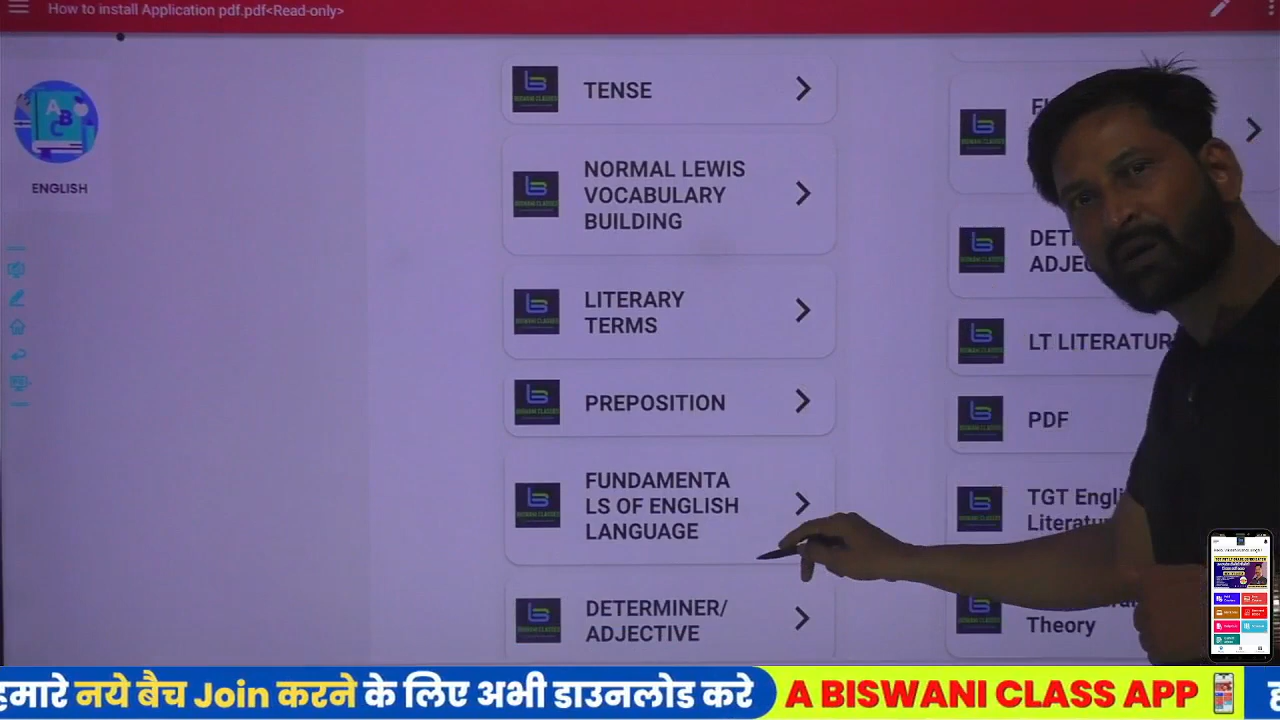 How to install Application pdf.pdf<Read-only>
ENGLISH
TENSE
NORMAL LEWIS
VOCABULARY
BUILDING
LITERARY
TERMS
PREPOSITION
FUNDAMENTA
LS OF ENGLISH
LANGUAGE
DETERMINER/
ADJECTIVE
LT LITERATUR
PDF
TGT
Theory
हमारे नये बैच Join करने के लिए अभी डाउनलोड करे
A BISWANI CLASS APP